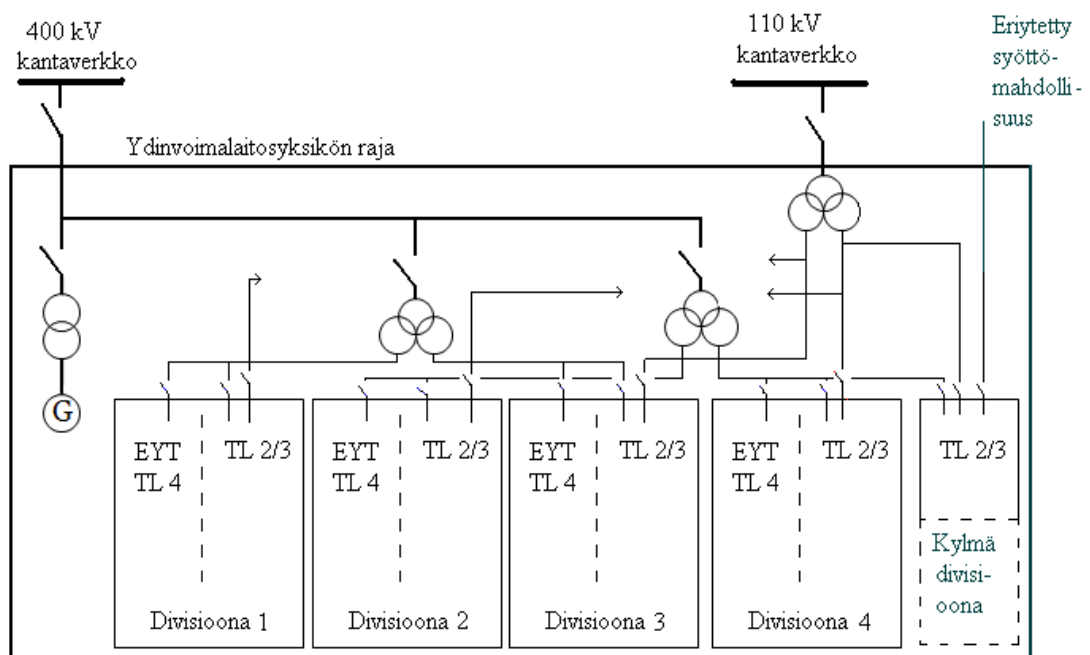 400 kV
kantaverkko
110 kV
kantaverkko
Eriytetty
syöttö-
mahdolli-
suus
Ydinvoimalaitosyksikön raja
G
EYT
TL 4
TL 2/3
EYT
TL 4
TL 2/3
EYT
TL 4
TL 2/3
EYT
TL 4
TL 2/3
TL 2/3
Kylmä
divisi-
oona
Divisioona 1
Divisioona 2
Divisioona 3
Divisioona 4